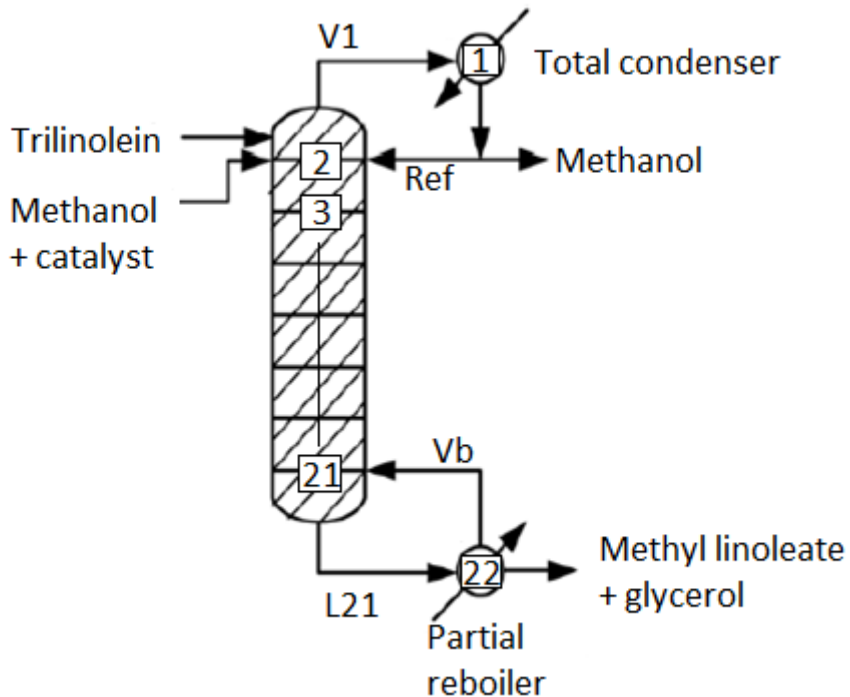 V1
1
Total condenser
Trilinolein
2
Methanol
Ref
Methanol
+ catalyst
3
Vb
21
Methyl linoleate
+ glycerol
22
L21
Partial
reboiler